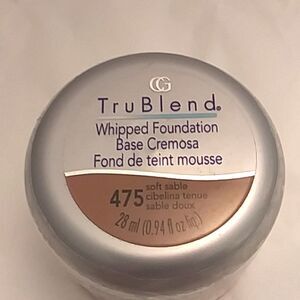 CG
TruBlend®
Whipped Foundation
Base Cremosa
Fond de teint mousse
475
soft sable
cibelina tenue
sable doux
28 ml (0.94 fl oz liq)